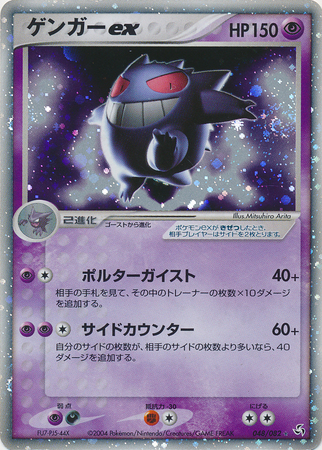 ゲンガーex HP150
Illus.Mitsuhiro Arita
2進化 ゴーストから進化
ポケモンexがきぜつしたとき、
相手プレイヤーはサイドを2枚とります。
ポルターガイスト 40+
相手の手札を見て、その中のトレーナーの枚数×10ダメージ
を追加する。
サイドカウンター 60+
自分のサイドの枚数が、相手のサイドの枚数より多いなら、40
ダメージを追加する。
弱点 抵抗力 -30 にげる
©2004 Pokémon/Nintendo/Creatures/GAME FREAK.
048/082